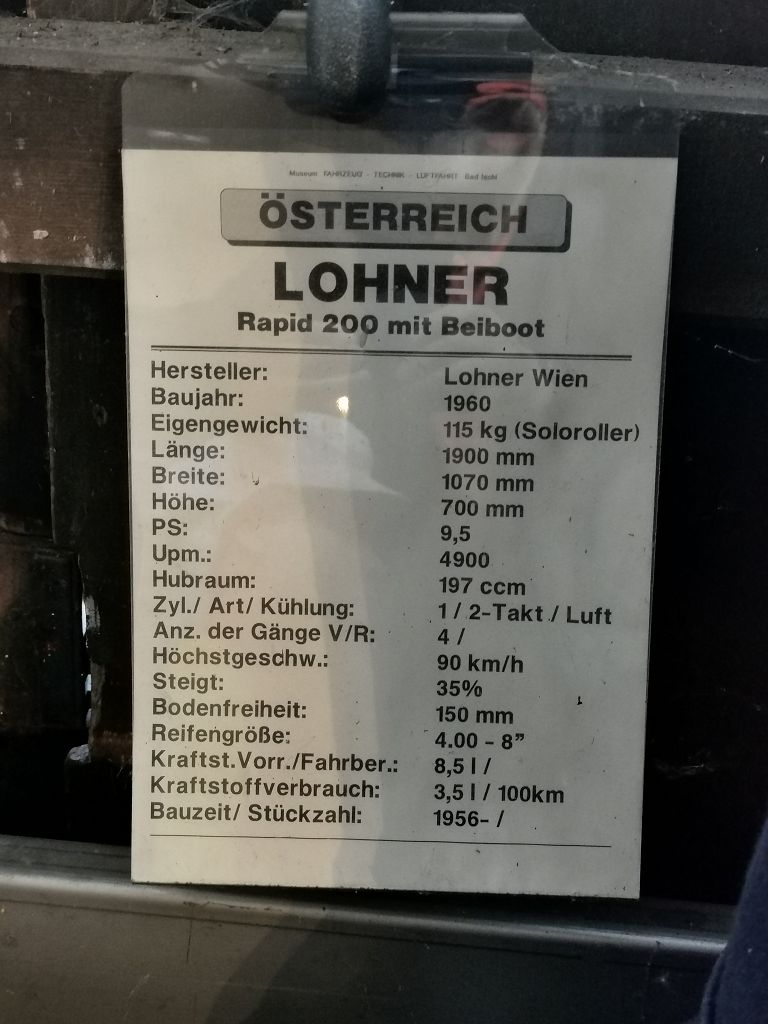 Museum FAHRZEUG - TECHNIK - LUFTFAHRT Bad Ischl
ÖSTERREICH
LOHNER
Rapid 200 mit Beiboot
Hersteller: Lohner Wien
Baujahr: 1960
Eigengewicht: 115 kg (Soloroller)
Länge: 1900 mm
Breite: 1070 mm
Höhe: 700 mm
PS: 9,5
Upm.: 4900
Hubraum: 197 ccm
Zyl./ Art/ Kühlung: 1 / 2-Takt / Luft
Anz. der Gänge V/R: 4 /
Höchstgeschw.: 90 km/h
Steigt: 35%
Bodenfreiheit: 150 mm
Reifengröße: 4.00 - 8”
Kraftst.Vorr./Fahrber.: 8,5 l /
Kraftstoffverbrauch: 3,5 l / 100km
Bauzeit/ Stückzahl: 1956- /